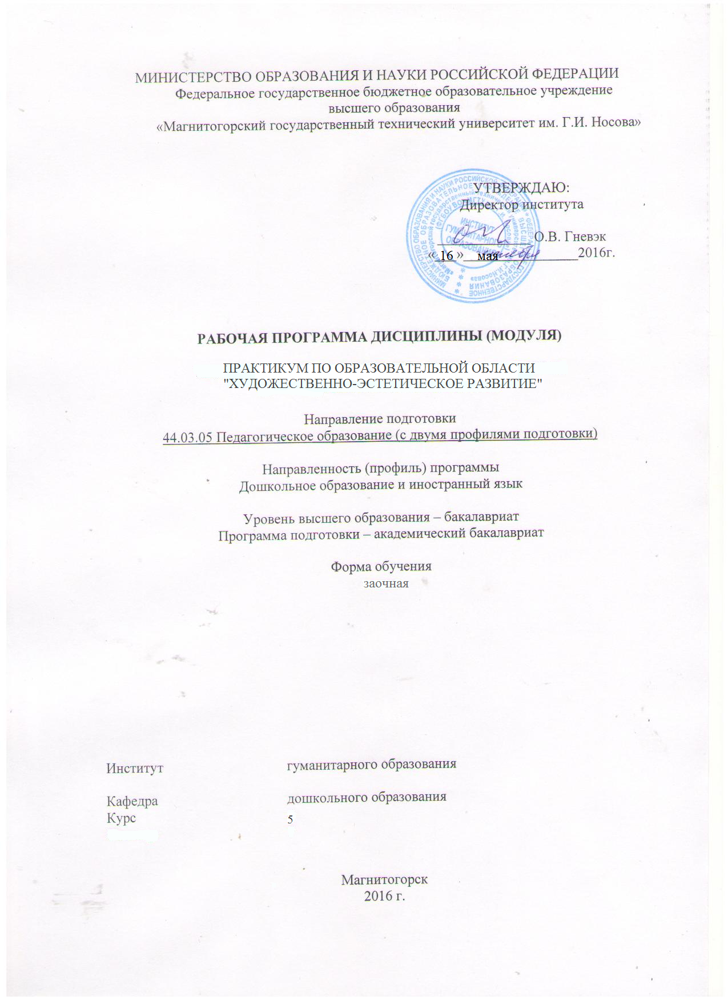 МИНИСТЕРСТВО ОБРАЗОВАНИЯ И НАУКИ РОССИЙСКОЙ ФЕДЕРАЦИИ
Федеральное государственное бюджетное образовательное учреждение
высшего образования
«Магнитогорский государственный технический университет им. Г.И. Носова»
УТВЕРЖДАЮ:
Директор института
О.В. Гневэк
«16» мая 2016г.
ИНСТИТУТ
ГУМАНИТАРНОГО
ОБРАЗОВАНИЯ
РАБОЧАЯ ПРОГРАММА ДИСЦИПЛИНЫ (МОДУЛЯ)
ПРАКТИКУМ ПО ОБРАЗОВАТЕЛЬНОЙ ОБЛАСТИ
"ХУДОЖЕСТВЕННО-ЭСТЕТИЧЕСКОЕ РАЗВИТИЕ"
Направление подготовки
44.03.05 Педагогическое образование (с двумя профилями подготовки)
Направленность (профиль) программы
Дошкольное образование и иностранный язык
Уровень высшего образования – бакалавриат
Программа подготовки – академический бакалавриат
Форма обучения
заочная
Институт гуманитарного образования
Кафедра дошкольного образования
Курс 5
Магнитогорск
2016 г.